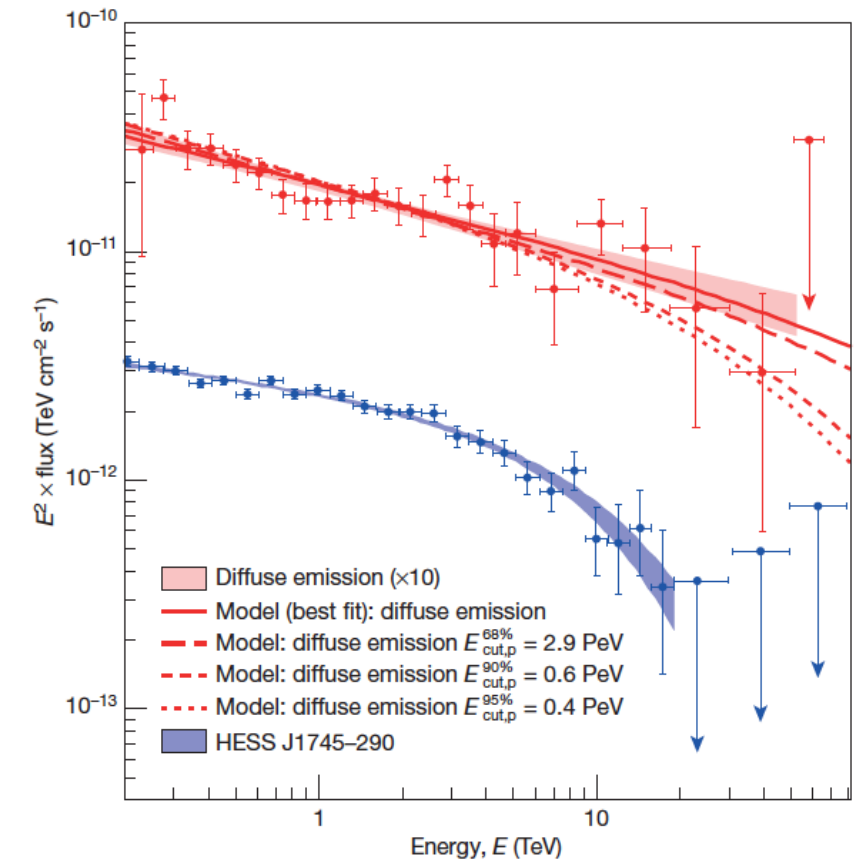 10⁻¹⁰
10⁻¹¹
10⁻¹²
10⁻¹³
E² × flux (TeV cm⁻² s⁻¹)
Diffuse emission (×10)
Model (best fit): diffuse emission
Model: diffuse emission E^68%_cut,p = 2.9 PeV
Model: diffuse emission E^90%_cut,p = 0.6 PeV
Model: diffuse emission E^95%_cut,p = 0.4 PeV
HESS J1745–290
1 10
Energy, E (TeV)